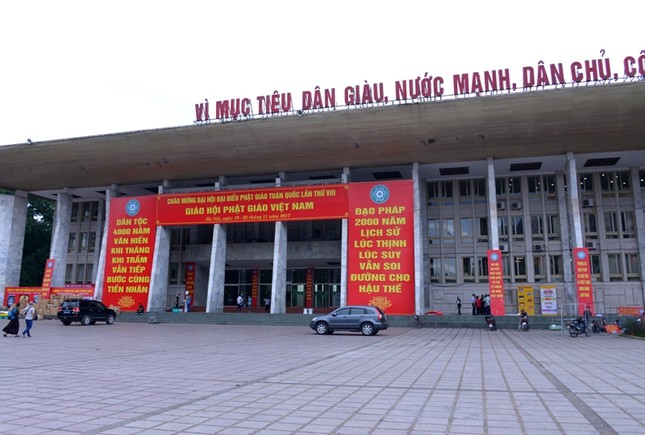 VÌ MỤC TIÊU DÂN GIÀU, NƯỚC MẠNH, DÂN CHỦ, CÔ
CHÀO MỪNG ĐẠI HỘI ĐẠI BIỂU PHẬT GIÁO TOÀN QUỐC LẦN THỨ VIII
GIÁO HỘI PHẬT GIÁO VIỆT NAM
DÂN TỘC
4000 NĂM
VĂN HIẾN
KHI THĂNG
KHI TRẦM
VẪN TIẾP
BƯỚC CÙNG
TIỀN NHÂN
ĐẠO PHÁP
2000 NĂM
LỊCH SỬ
LÚC THỊNH
LÚC SUY
VẪN SOI
ĐƯỜNG CHO
HẬU THẾ